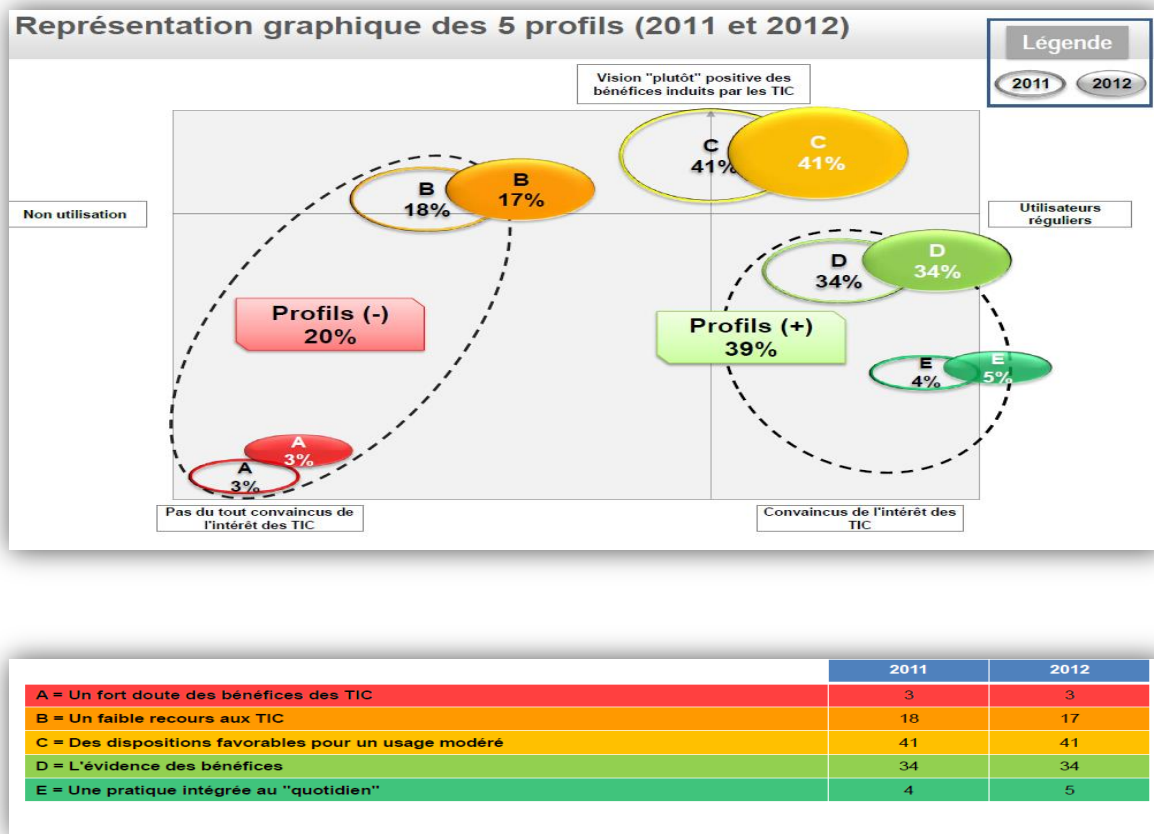 Représentation graphique des 5 profils (2011 et 2012)
Légende
2011 2012
Vision "plutôt" positive des
bénéfices induits par les TIC
C
41%
C
41%
B
18%
B
17%
Non utilisation
Utilisateurs
réguliers
D
34%
D
34%
Profils (-)
20%
Profils (+)
39%
E
4%
E
5%
A
3%
A
3%
Pas du tout convaincus de
l'intérêt des TIC
Convaincus de l'intérêt des
TIC
2011 2012
A = Un fort doute des bénéfices des TIC 3 3
B = Un faible recours aux TIC 18 17
C = Des dispositions favorables pour un usage modéré 41 41
D = L'évidence des bénéfices 34 34
E = Une pratique intégrée au "quotidien" 4 5